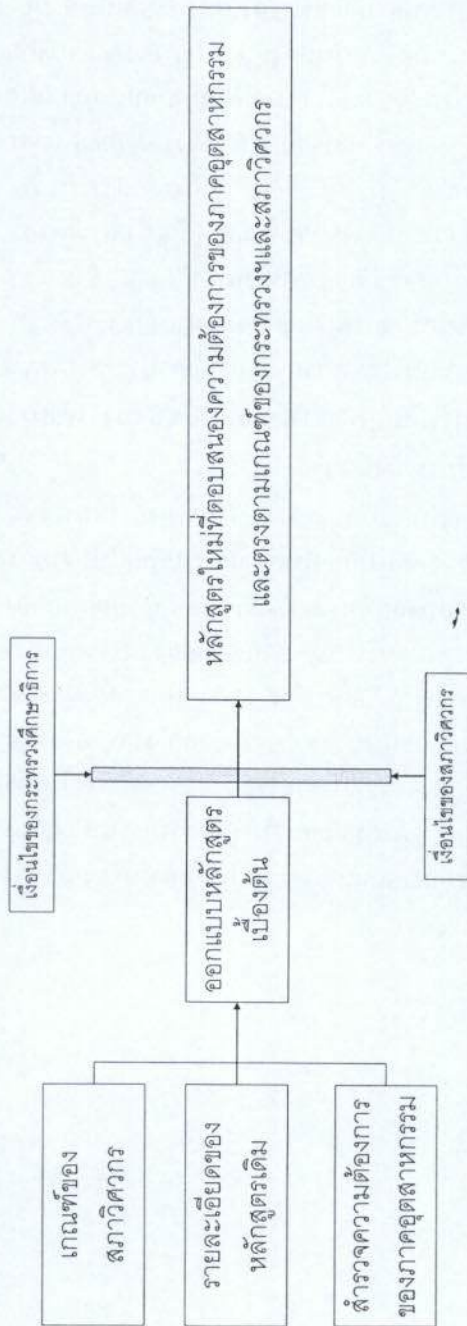 เกณฑ์ของ
สภาวิศวกร
รายละเอียดของ
หลักสูตรเดิม
สำรวจความต้องการ
ของภาคอุตสาหกรรม
ออกแบบหลักสูตร
เบื้องต้น
เงื่อนไขของกระทรวงศึกษาธิการ
เงื่อนไขของสภาวิศวกร
หลักสูตรใหม่ที่ตอบสนองความต้องการของภาคอุตสาหกรรม
และตรงตามเกณฑ์ของกระทรวงฯและสภาวิศวกร